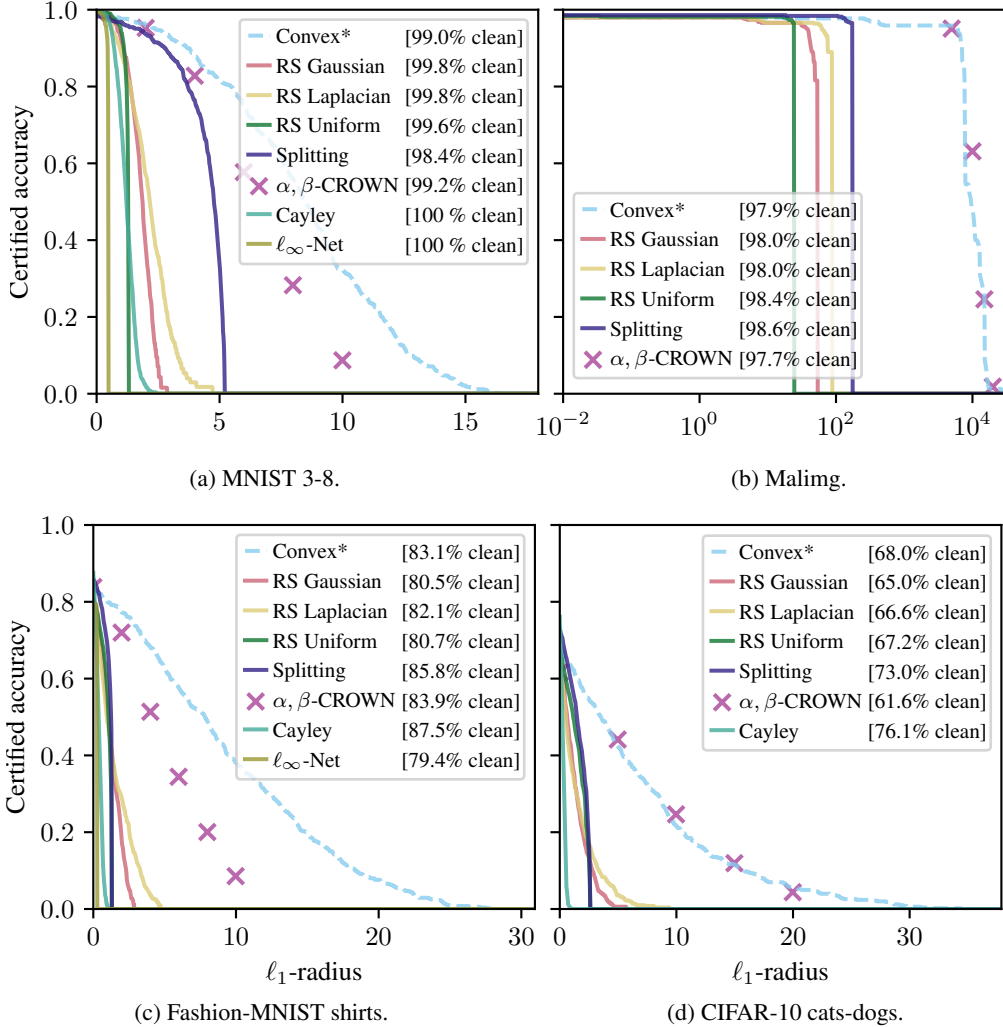 Certified accuracy
1.0
0.8
0.6
0.4
0.2
0.0
0
5
10
15
Convex* [99.0% clean]
RS Gaussian [99.8% clean]
RS Laplacian [99.8% clean]
RS Uniform [99.6% clean]
Splitting [98.4% clean]
α, β-CROWN [99.2% clean]
Cayley [100 % clean]
ℓ∞-Net [100 % clean]
(a) MNIST 3-8.
Convex* [97.9% clean]
RS Gaussian [98.0% clean]
RS Laplacian [98.0% clean]
RS Uniform [98.4% clean]
Splitting [98.6% clean]
α, β-CROWN [97.7% clean]
10⁻²
10⁰
10²
10⁴
(b) Malimg.
Certified accuracy
1.0
0.8
0.6
0.4
0.2
0.0
0
10
20
30
Convex* [83.1% clean]
RS Gaussian [80.5% clean]
RS Laplacian [82.1% clean]
RS Uniform [80.7% clean]
Splitting [85.8% clean]
α, β-CROWN [83.9% clean]
Cayley [87.5% clean]
ℓ∞-Net [79.4% clean]
ℓ₁-radius
(c) Fashion-MNIST shirts.
Convex* [68.0% clean]
RS Gaussian [65.0% clean]
RS Laplacian [66.6% clean]
RS Uniform [67.2% clean]
Splitting [73.0% clean]
α, β-CROWN [61.6% clean]
Cayley [76.1% clean]
0
10
20
30
ℓ₁-radius
(d) CIFAR-10 cats-dogs.